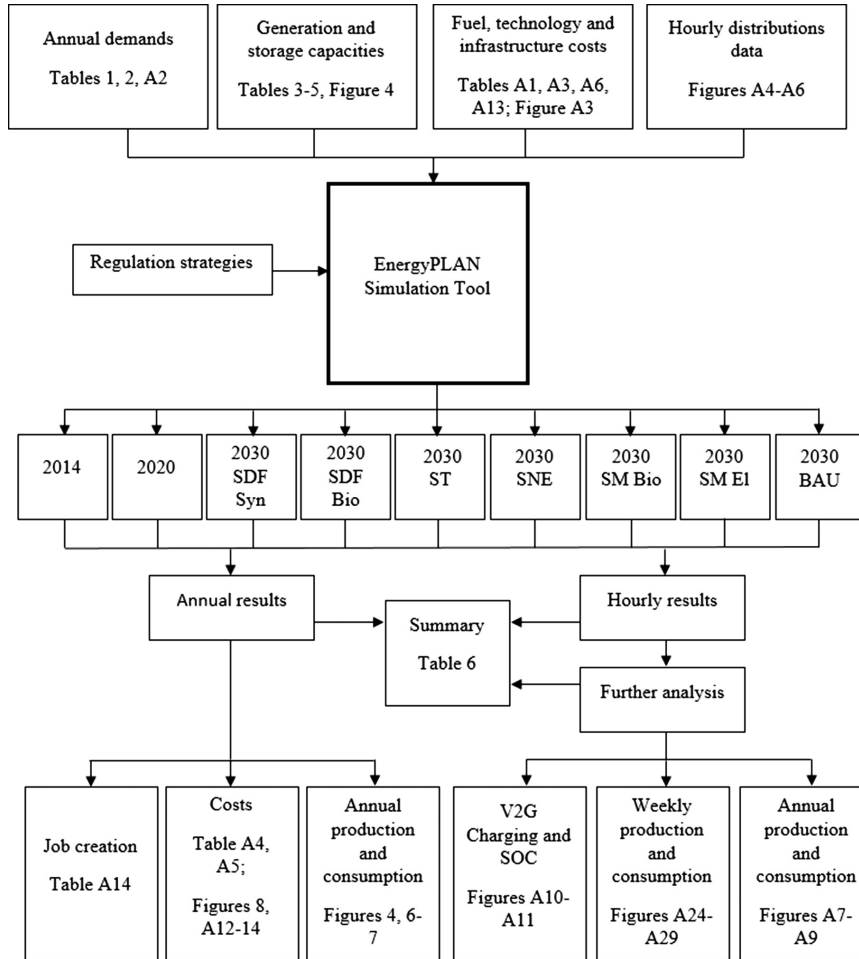 Annual demands
Tables 1, 2, A2
Generation and
storage capacities
Tables 3-5, Figure 4
Fuel, technology and
infrastructure costs
Tables A1, A3, A6,
A13; Figure A3
Hourly distributions
data
Figures A4-A6
Regulation strategies
EnergyPLAN
Simulation Tool
2014
2020
2030
SDF
Syn
2030
SDF
Bio
2030
ST
2030
SNE
2030
SM Bio
2030
SM El
2030
BAU
Annual results
Hourly results
Summary
Table 6
Further analysis
Job creation
Table A14
Costs
Table A4,
A5;
Figures 8,
A12-14
Annual
production
and
consumption
Figures 4, 6-
7
V2G
Charging and
SOC
Figures A10-
A11
Weekly
production
and
consumption
Figures A24-
A29
Annual
production and
consumption
Figures A7-
A9